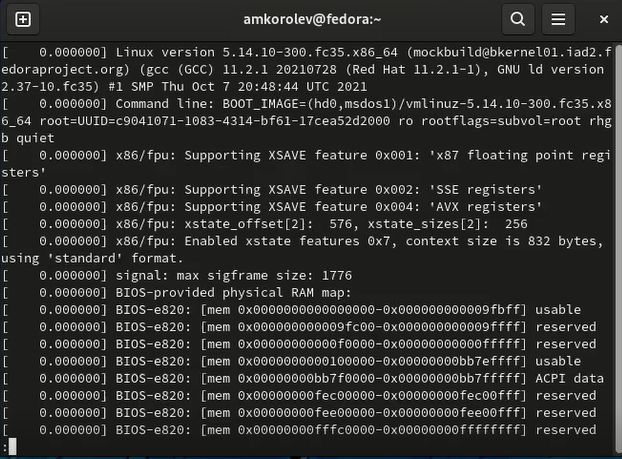 amkorolev@fedora:~
[    0.000000] Linux version 5.14.10-300.fc35.x86_64 (mockbuild@bkernel01.iad2.f
edoraproject.org) (gcc (GCC) 11.2.1 20210728 (Red Hat 11.2.1-1), GNU ld version
2.37-10.fc35) #1 SMP Thu Oct 7 20:48:44 UTC 2021
[    0.000000] Command line: BOOT_IMAGE=(hd0,msdos1)/vmlinuz-5.14.10-300.fc35.x8
6_64 root=UUID=c9041071-1083-4314-bf61-17cea52d2000 ro rootflags=subvol=root rhg
b quiet
[    0.000000] x86/fpu: Supporting XSAVE feature 0x001: 'x87 floating point regi
sters'
[    0.000000] x86/fpu: Supporting XSAVE feature 0x002: 'SSE registers'
[    0.000000] x86/fpu: Supporting XSAVE feature 0x004: 'AVX registers'
[    0.000000] x86/fpu: xstate_offset[2]:  576, xstate_sizes[2]:  256
[    0.000000] x86/fpu: Enabled xstate features 0x7, context size is 832 bytes,
using 'standard' format.
[    0.000000] signal: max sigframe size: 1776
[    0.000000] BIOS-provided physical RAM map:
[    0.000000] BIOS-e820: [mem 0x0000000000000000-0x000000000009fbff] usable
[    0.000000] BIOS-e820: [mem 0x000000000009fc00-0x000000000009ffff] reserved
[    0.000000] BIOS-e820: [mem 0x00000000000f0000-0x00000000000fffff] reserved
[    0.000000] BIOS-e820: [mem 0x0000000000100000-0x00000000bb7effff] usable
[    0.000000] BIOS-e820: [mem 0x00000000bb7f0000-0x00000000bb7fffff] ACPI data
[    0.000000] BIOS-e820: [mem 0x00000000fec00000-0x00000000fec00fff] reserved
[    0.000000] BIOS-e820: [mem 0x00000000fee00000-0x00000000fee00fff] reserved
[    0.000000] BIOS-e820: [mem 0x00000000fffc0000-0x00000000ffffffff] reserved
: